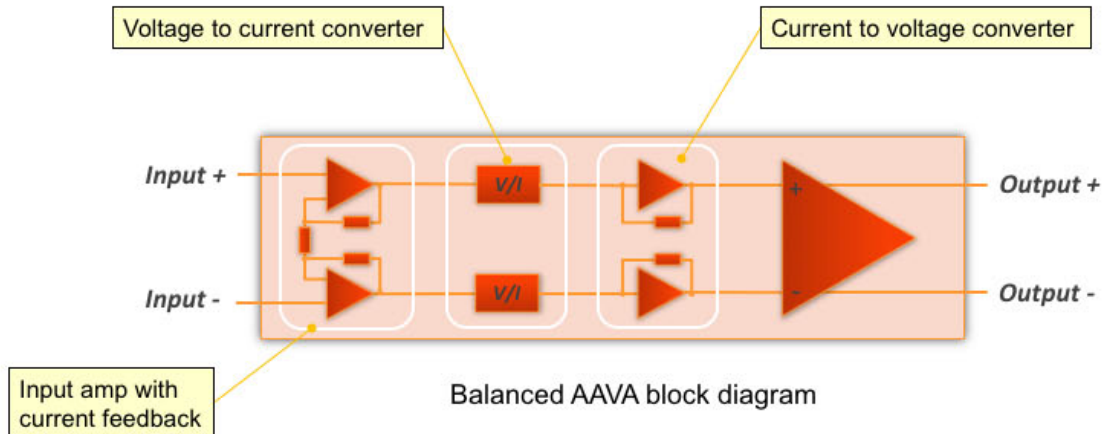 Voltage to current converter
Current to voltage converter
Input +
V/I
+
Output +
Input -
V/I
-
Output -
Input amp with
current feedback
Balanced AAVA block diagram